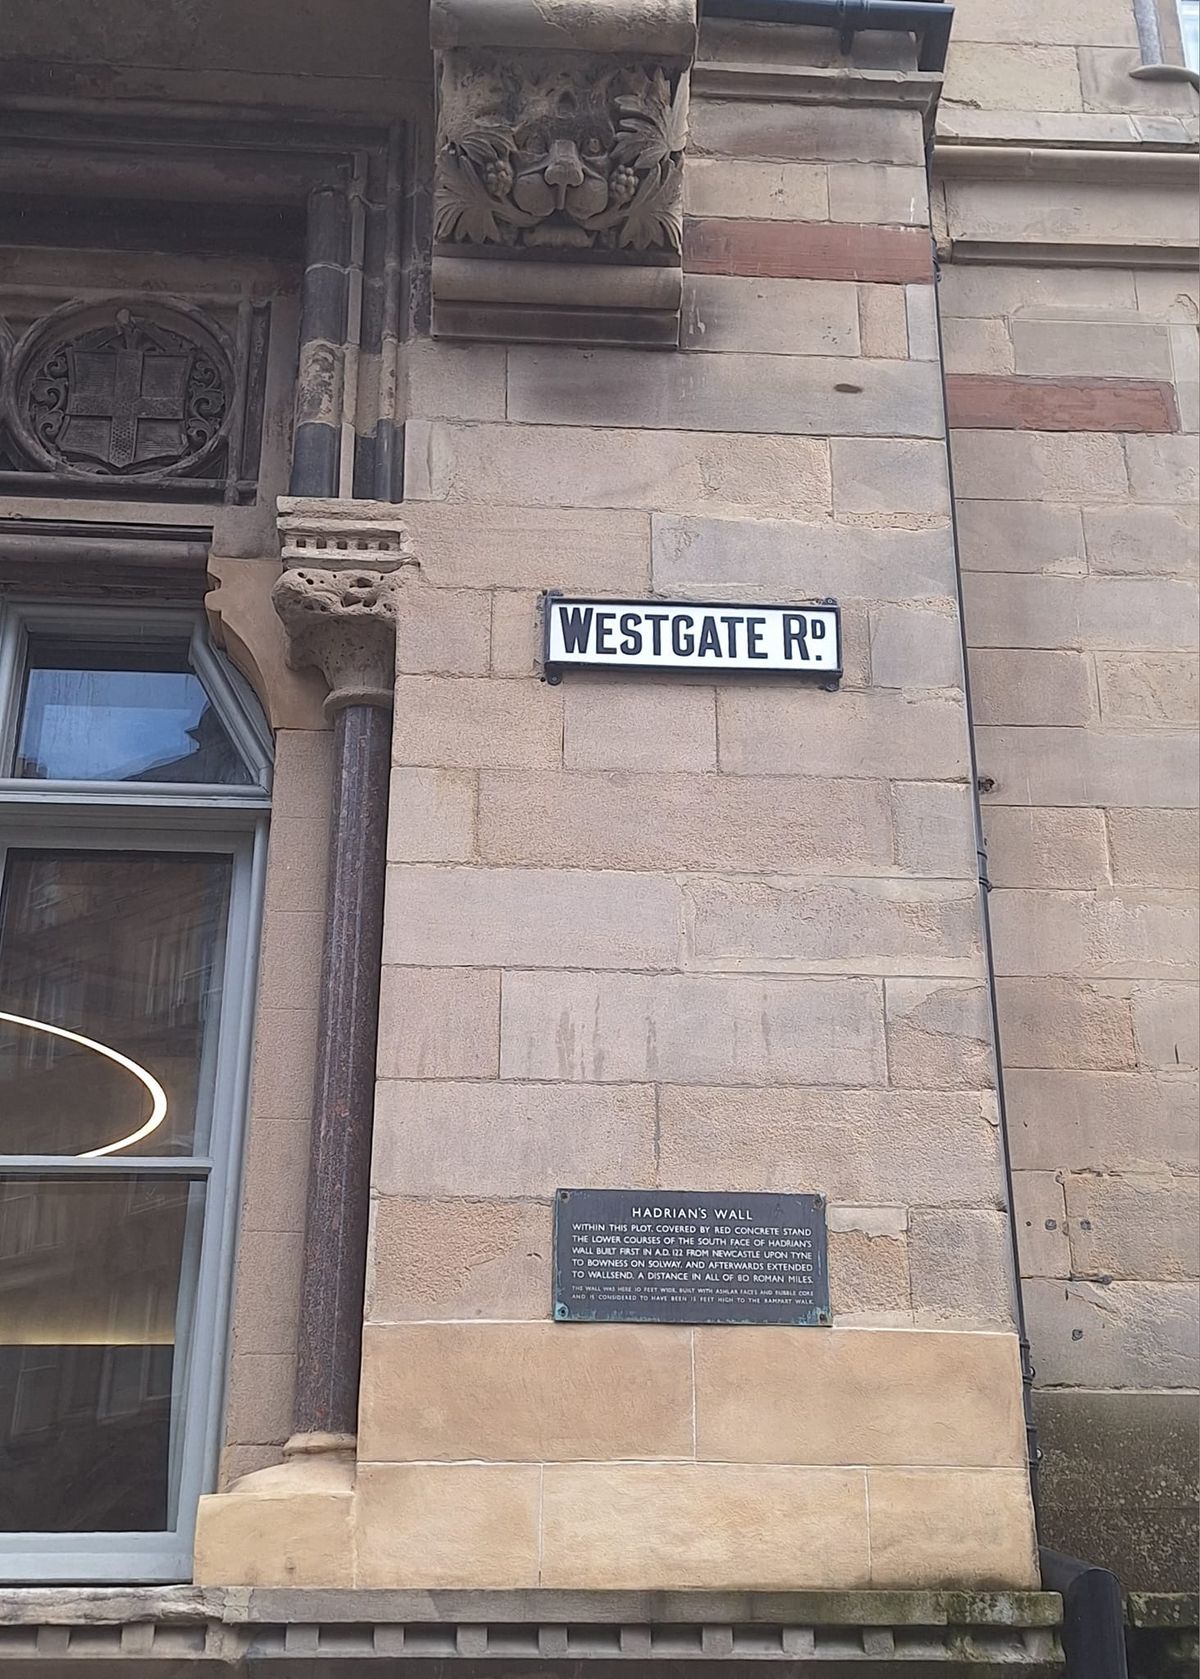 WESTGATE RD.
HADRIAN'S WALL
WITHIN THIS PLOT, COVERED BY RED CONCRETE STAND
THE LOWER COURSES OF THE SOUTH FACE OF HADRIAN'S
WALL BUILT FIRST IN A.D. 122 FROM NEWCASTLE UPON TYNE
TO BOWNESS ON SOLWAY, AND AFTERWARDS EXTENDED
TO WALLSEND, A DISTANCE IN ALL OF 80 ROMAN MILES.
THE WALL WAS HERE 10 FEET WIDE, BUILT WITH ASHLAR FACES AND RUBBLE CORE
AND IS CONSIDERED TO HAVE BEEN 15 FEET HIGH TO THE RAMPART WALK.